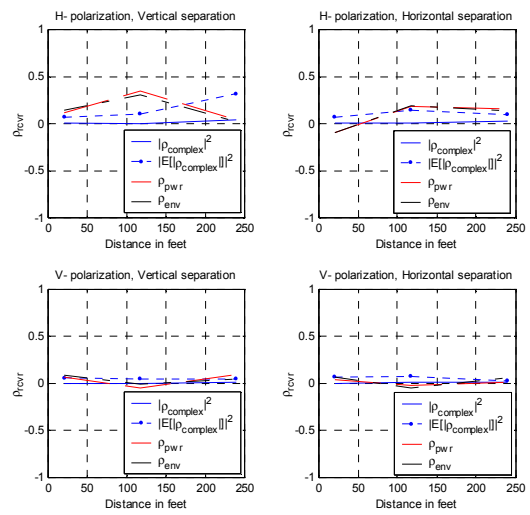 H- polarization, Vertical separation
1
0.5
0
-0.5
-1
ρrcvr
|ρcomplex|²
|E[|ρcomplex|]|²
ρpwr
ρenv
0 50 100 150 200 250
Distance in feet
H- polarization, Horizontal separation
1
0.5
0
-0.5
-1
ρrcvr
|ρcomplex|²
|E[|ρcomplex|]|²
ρpwr
ρenv
0 50 100 150 200 250
Distance in feet
V- polarization, Vertical separation
1
0.5
0
-0.5
-1
ρrcvr
|ρcomplex|²
|E[|ρcomplex|]|²
ρpwr
ρenv
0 50 100 150 200 250
Distance in feet
V- polarization, Horizontal separation
1
0.5
0
-0.5
-1
ρrcvr
|ρcomplex|²
|E[|ρcomplex|]|²
ρpwr
ρenv
0 50 100 150 200 250
Distance in feet